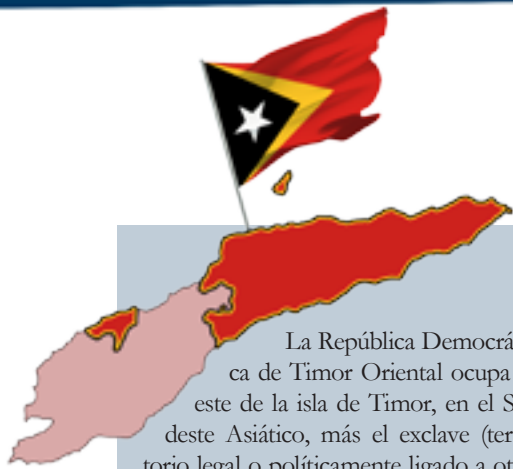 La República Democrá
ca de Timor Oriental ocupa
este de la isla de Timor, en el S
deste Asiático, más el exclave (ter
torio legal o políticamente ligado a ot